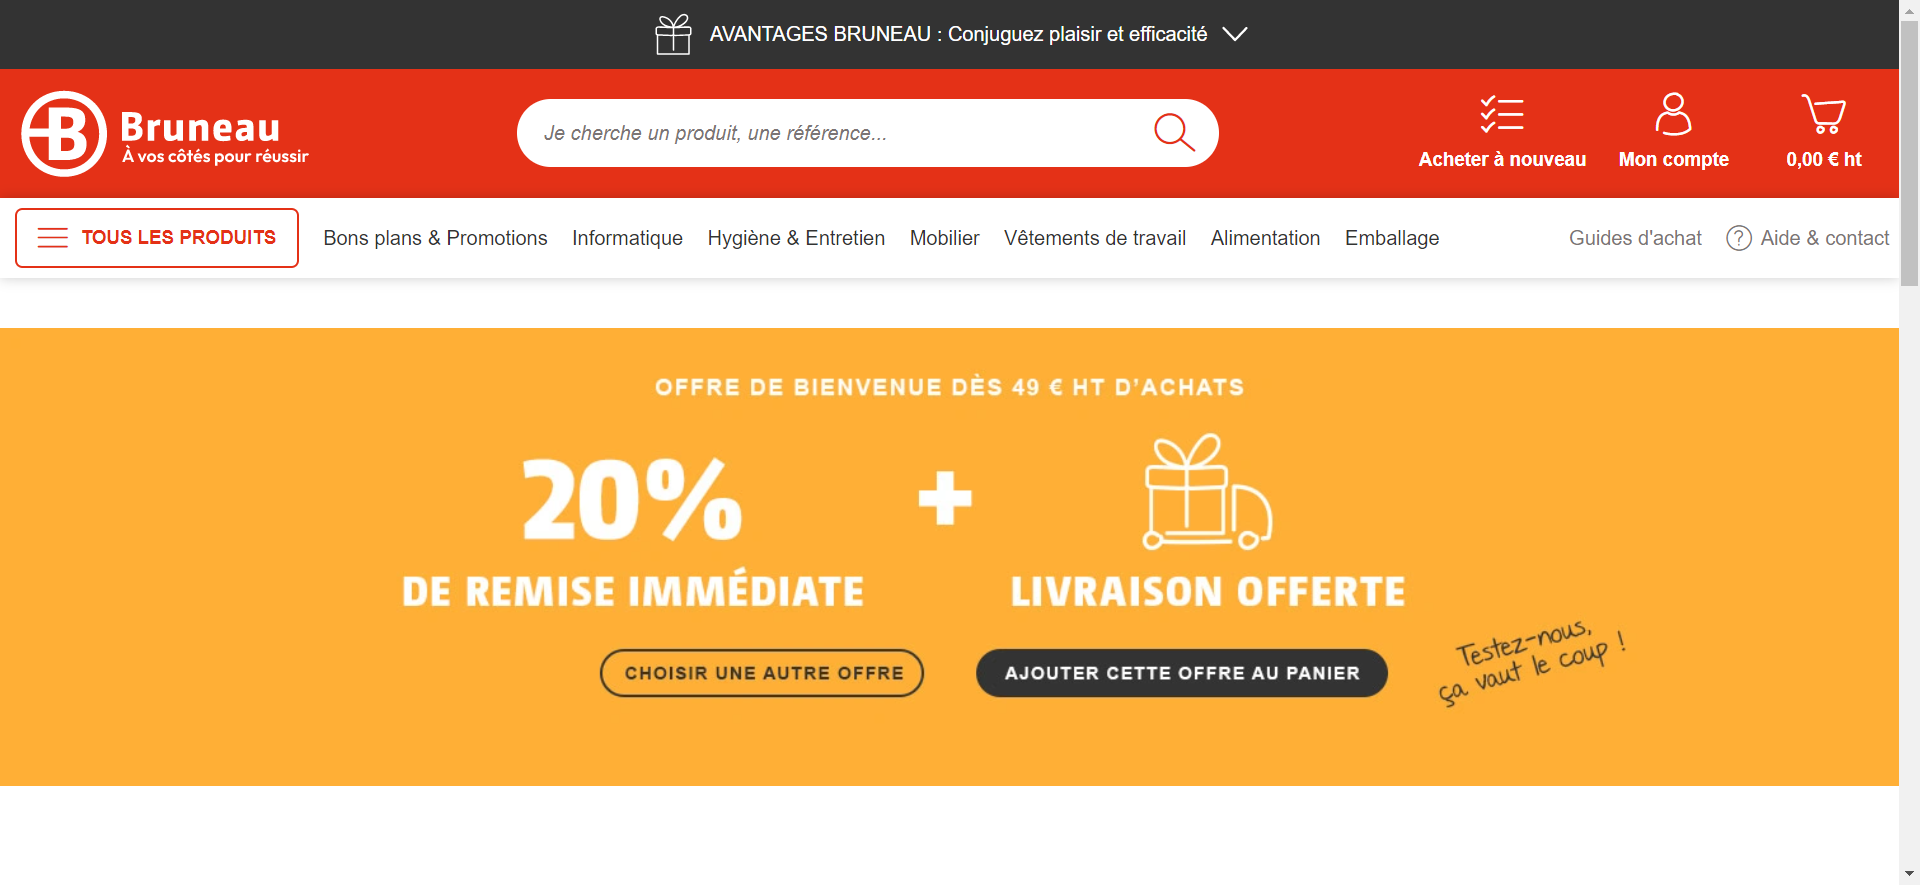 AVANTAGES BRUNEAU : Conjuguez plaisir et efficacité
B Bruneau
À vos côtés pour réussir
Je cherche un produit, une référence...
Acheter à nouveau
Mon compte
0,00 € ht
TOUS LES PRODUITS
Bons plans & Promotions
Informatique
Hygiène & Entretien
Mobilier
Vêtements de travail
Alimentation
Emballage
Guides d'achat
? Aide & contact
OFFRE DE BIENVENUE DÈS 49 € HT D’ACHATS
20%
DE REMISE IMMÉDIATE
+
LIVRAISON OFFERTE
CHOISIR UNE AUTRE OFFRE
AJOUTER CETTE OFFRE AU PANIER
Testez-nous,
ça vaut le coup !